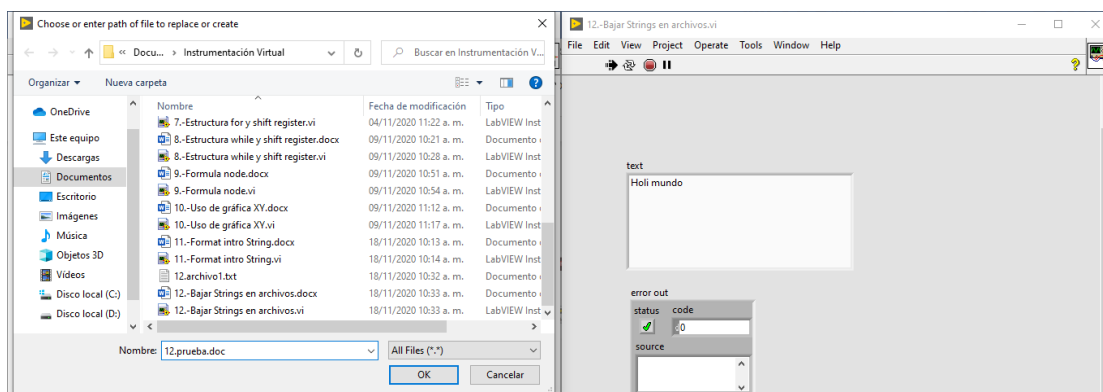 Choose or enter path of file to replace or create
« Docu... › Instrumentación Virtual
Buscar en Instrumentación V...
Organizar Nueva carpeta
OneDrive
Este equipo
Descargas
Documentos
Escritorio
Imágenes
Música
Objetos 3D
Vídeos
Disco local (C:)
Disco local (D:)
Nombre Fecha de modificación Tipo
7.-Estructura for y shift register.vi 04/11/2020 11:22 a. m. LabVIEW Inst
8.-Estructura while y shift register.docx 09/11/2020 10:21 a. m. Documento
8.-Estructura while y shift register.vi 09/11/2020 10:28 a. m. LabVIEW Inst
9.-Formula node.docx 09/11/2020 10:51 a. m. Documento
9.-Formula node.vi 09/11/2020 10:54 a. m. LabVIEW Inst
10.-Uso de gráfica XY.docx 09/11/2020 11:12 a. m. Documento
10.-Uso de gráfica XY.vi 09/11/2020 11:17 a. m. LabVIEW Inst
11.-Format intro String.docx 18/11/2020 10:13 a. m. Documento
11.-Format intro String.vi 18/11/2020 10:14 a. m. LabVIEW Inst
12.archivo1.txt 18/11/2020 10:32 a. m. Documento
12.-Bajar Strings en archivos.docx 18/11/2020 10:33 a. m. Documento
12.-Bajar Strings en archivos.vi 18/11/2020 10:33 a. m. LabVIEW Inst
Nombre: 12.prueba.doc All Files (*.*)
OK Cancelar
12.-Bajar Strings en archivos.vi
File Edit View Project Operate Tools Window Help
text
Holi mundo
error out
status code
0
source